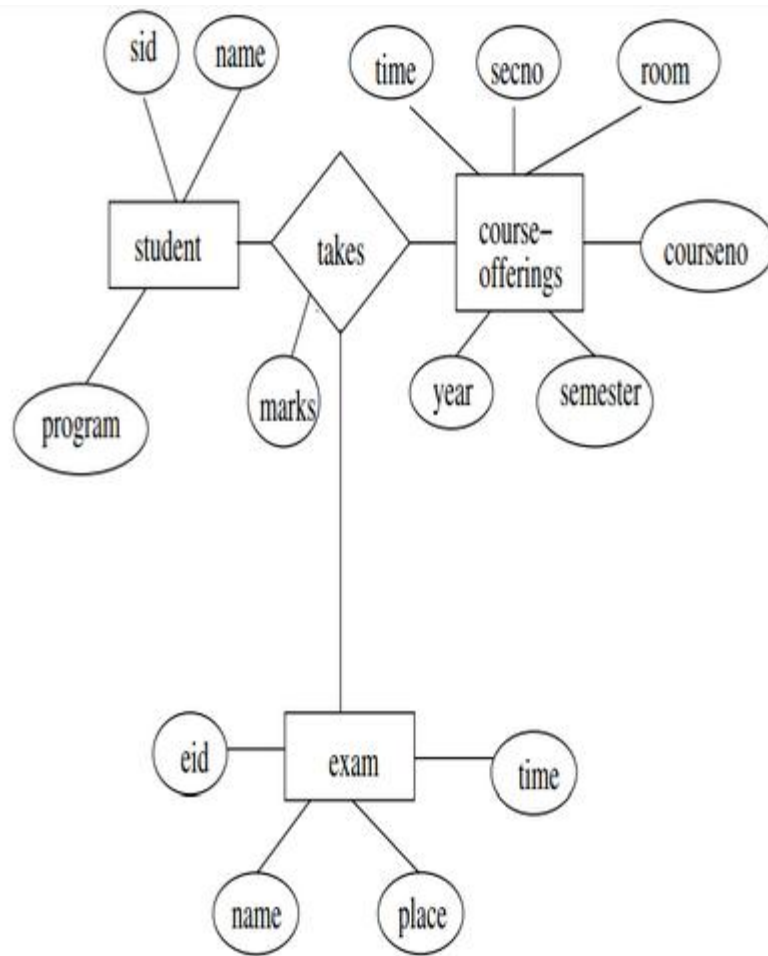 sid
name
time
secno
room
student
takes
course–
offerings
courseno
program
marks
year
semester
eid
exam
time
name
place